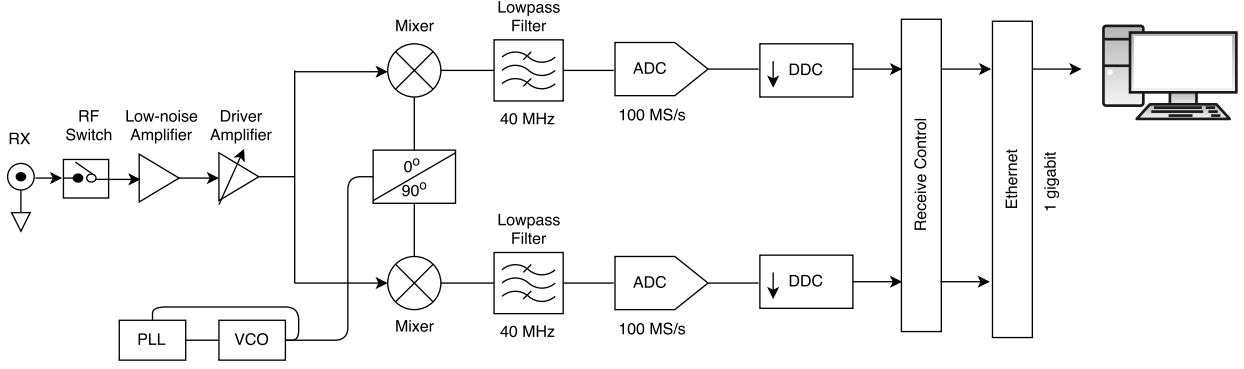 RX
RF
Switch
Low-noise
Amplifier
Driver
Amplifier
Mixer
Lowpass
Filter
40 MHz
ADC
100 MS/s
DDC
0°
90°
Mixer
Lowpass
Filter
40 MHz
ADC
100 MS/s
DDC
PLL
VCO
Receive Control
Ethernet
1 gigabit